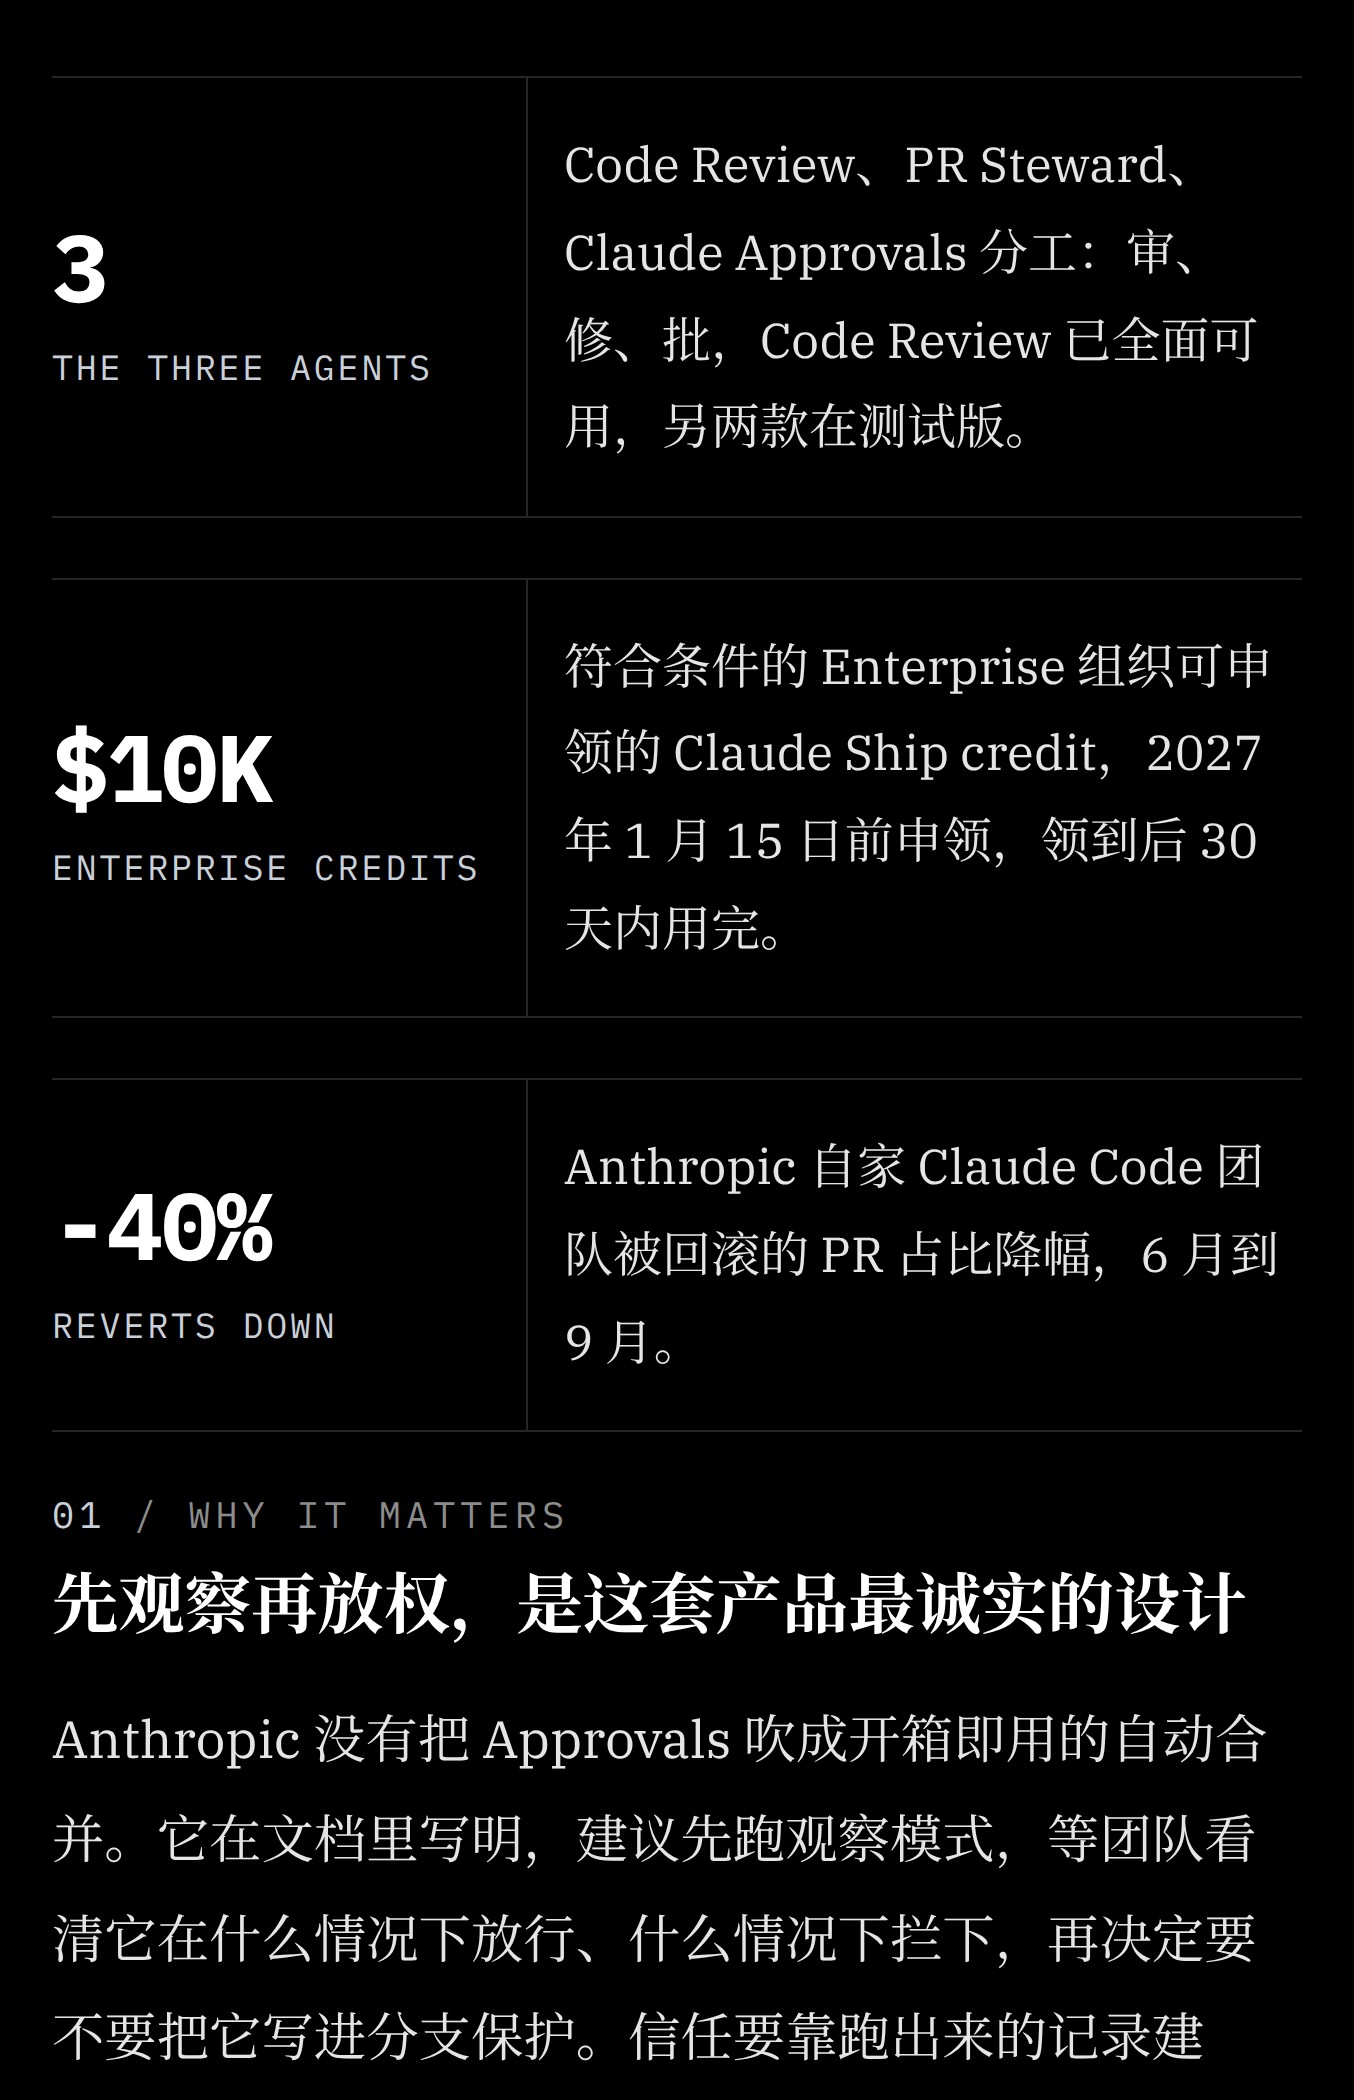 3
THE THREE AGENTS
Code Review、PR Steward、
Claude Approvals 分工：审、
修、批，Code Review 已全面可
用，另两款在测试版。
$10K
ENTERPRISE CREDITS
符合条件的 Enterprise 组织可申
领的 Claude Ship credit，2027
年 1 月 15 日前申领，领到后 30
天内用完。
-40%
REVERTS DOWN
Anthropic 自家 Claude Code 团
队被回滚的 PR 占比降幅，6 月到
9 月。
01 / WHY IT MATTERS
先观察再放权，是这套产品最诚实的设计
Anthropic 没有把 Approvals 吹成开箱即用的自动合
并。它在文档里写明，建议先跑观察模式，等团队看
清它在什么情况下放行、什么情况下拦下，再决定要
不要把它写进分支保护。信任要靠跑出来的记录建